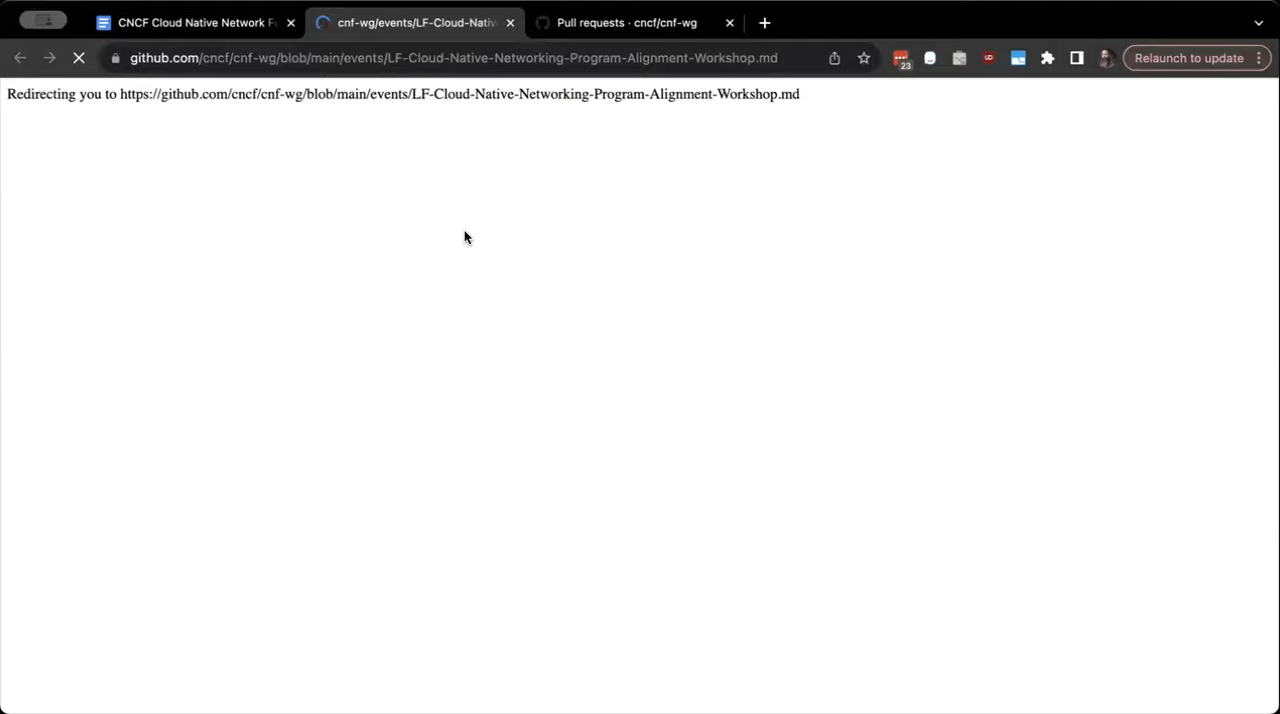 CNCF Cloud Native Network F
cnf-wg/events/LF-Cloud-Nativ
Pull requests · cncf/cnf-wg
github.com/cncf/cnf-wg/blob/main/events/LF-Cloud-Native-Networking-Program-Alignment-Workshop.md
23
UD
Relaunch to update
Redirecting you to https://github.com/cncf/cnf-wg/blob/main/events/LF-Cloud-Native-Networking-Program-Alignment-Workshop.md